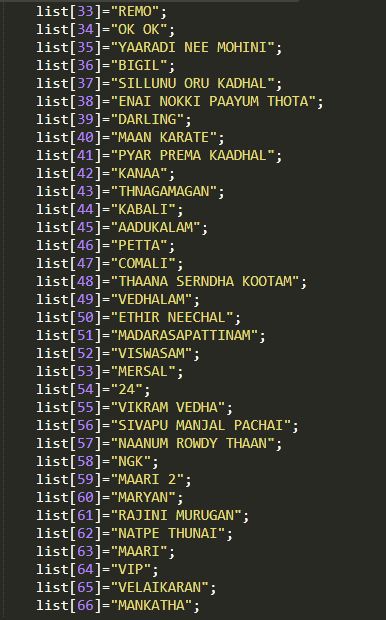 list[33]="REMO";
list[34]="OK OK";
list[35]="YAARADI NEE MOHINI";
list[36]="BIGIL";
list[37]="SILLUNU ORU KADHAL";
list[38]="ENAI NOKKI PAAYUM THOTA";
list[39]="DARLING";
list[40]="MAAN KARATE";
list[41]="PYAR PREMA KAADHAL";
list[42]="KANAA";
list[43]="THNAGAMAGAN";
list[44]="KABALI";
list[45]="AADUKALAM";
list[46]="PETTA";
list[47]="COMALI";
list[48]="THAANA SERNDHA KOOTAM";
list[49]="VEDHALAM";
list[50]="ETHIR NEECHAL";
list[51]="MADARASAPATTINAM";
list[52]="VISWASAM";
list[53]="MERSAL";
list[54]="24";
list[55]="VIKRAM VEDHA";
list[56]="SIVAPU MANJAL PACHAI";
list[57]="NAANUM ROWDY THAAN";
list[58]="NGK";
list[59]="MAARI 2";
list[60]="MARYAN";
list[61]="RAJINI MURUGAN";
list[62]="NATPE THUNAI";
list[63]="MAARI";
list[64]="VIP";
list[65]="VELAIKARAN";
list[66]="MANKATHA";